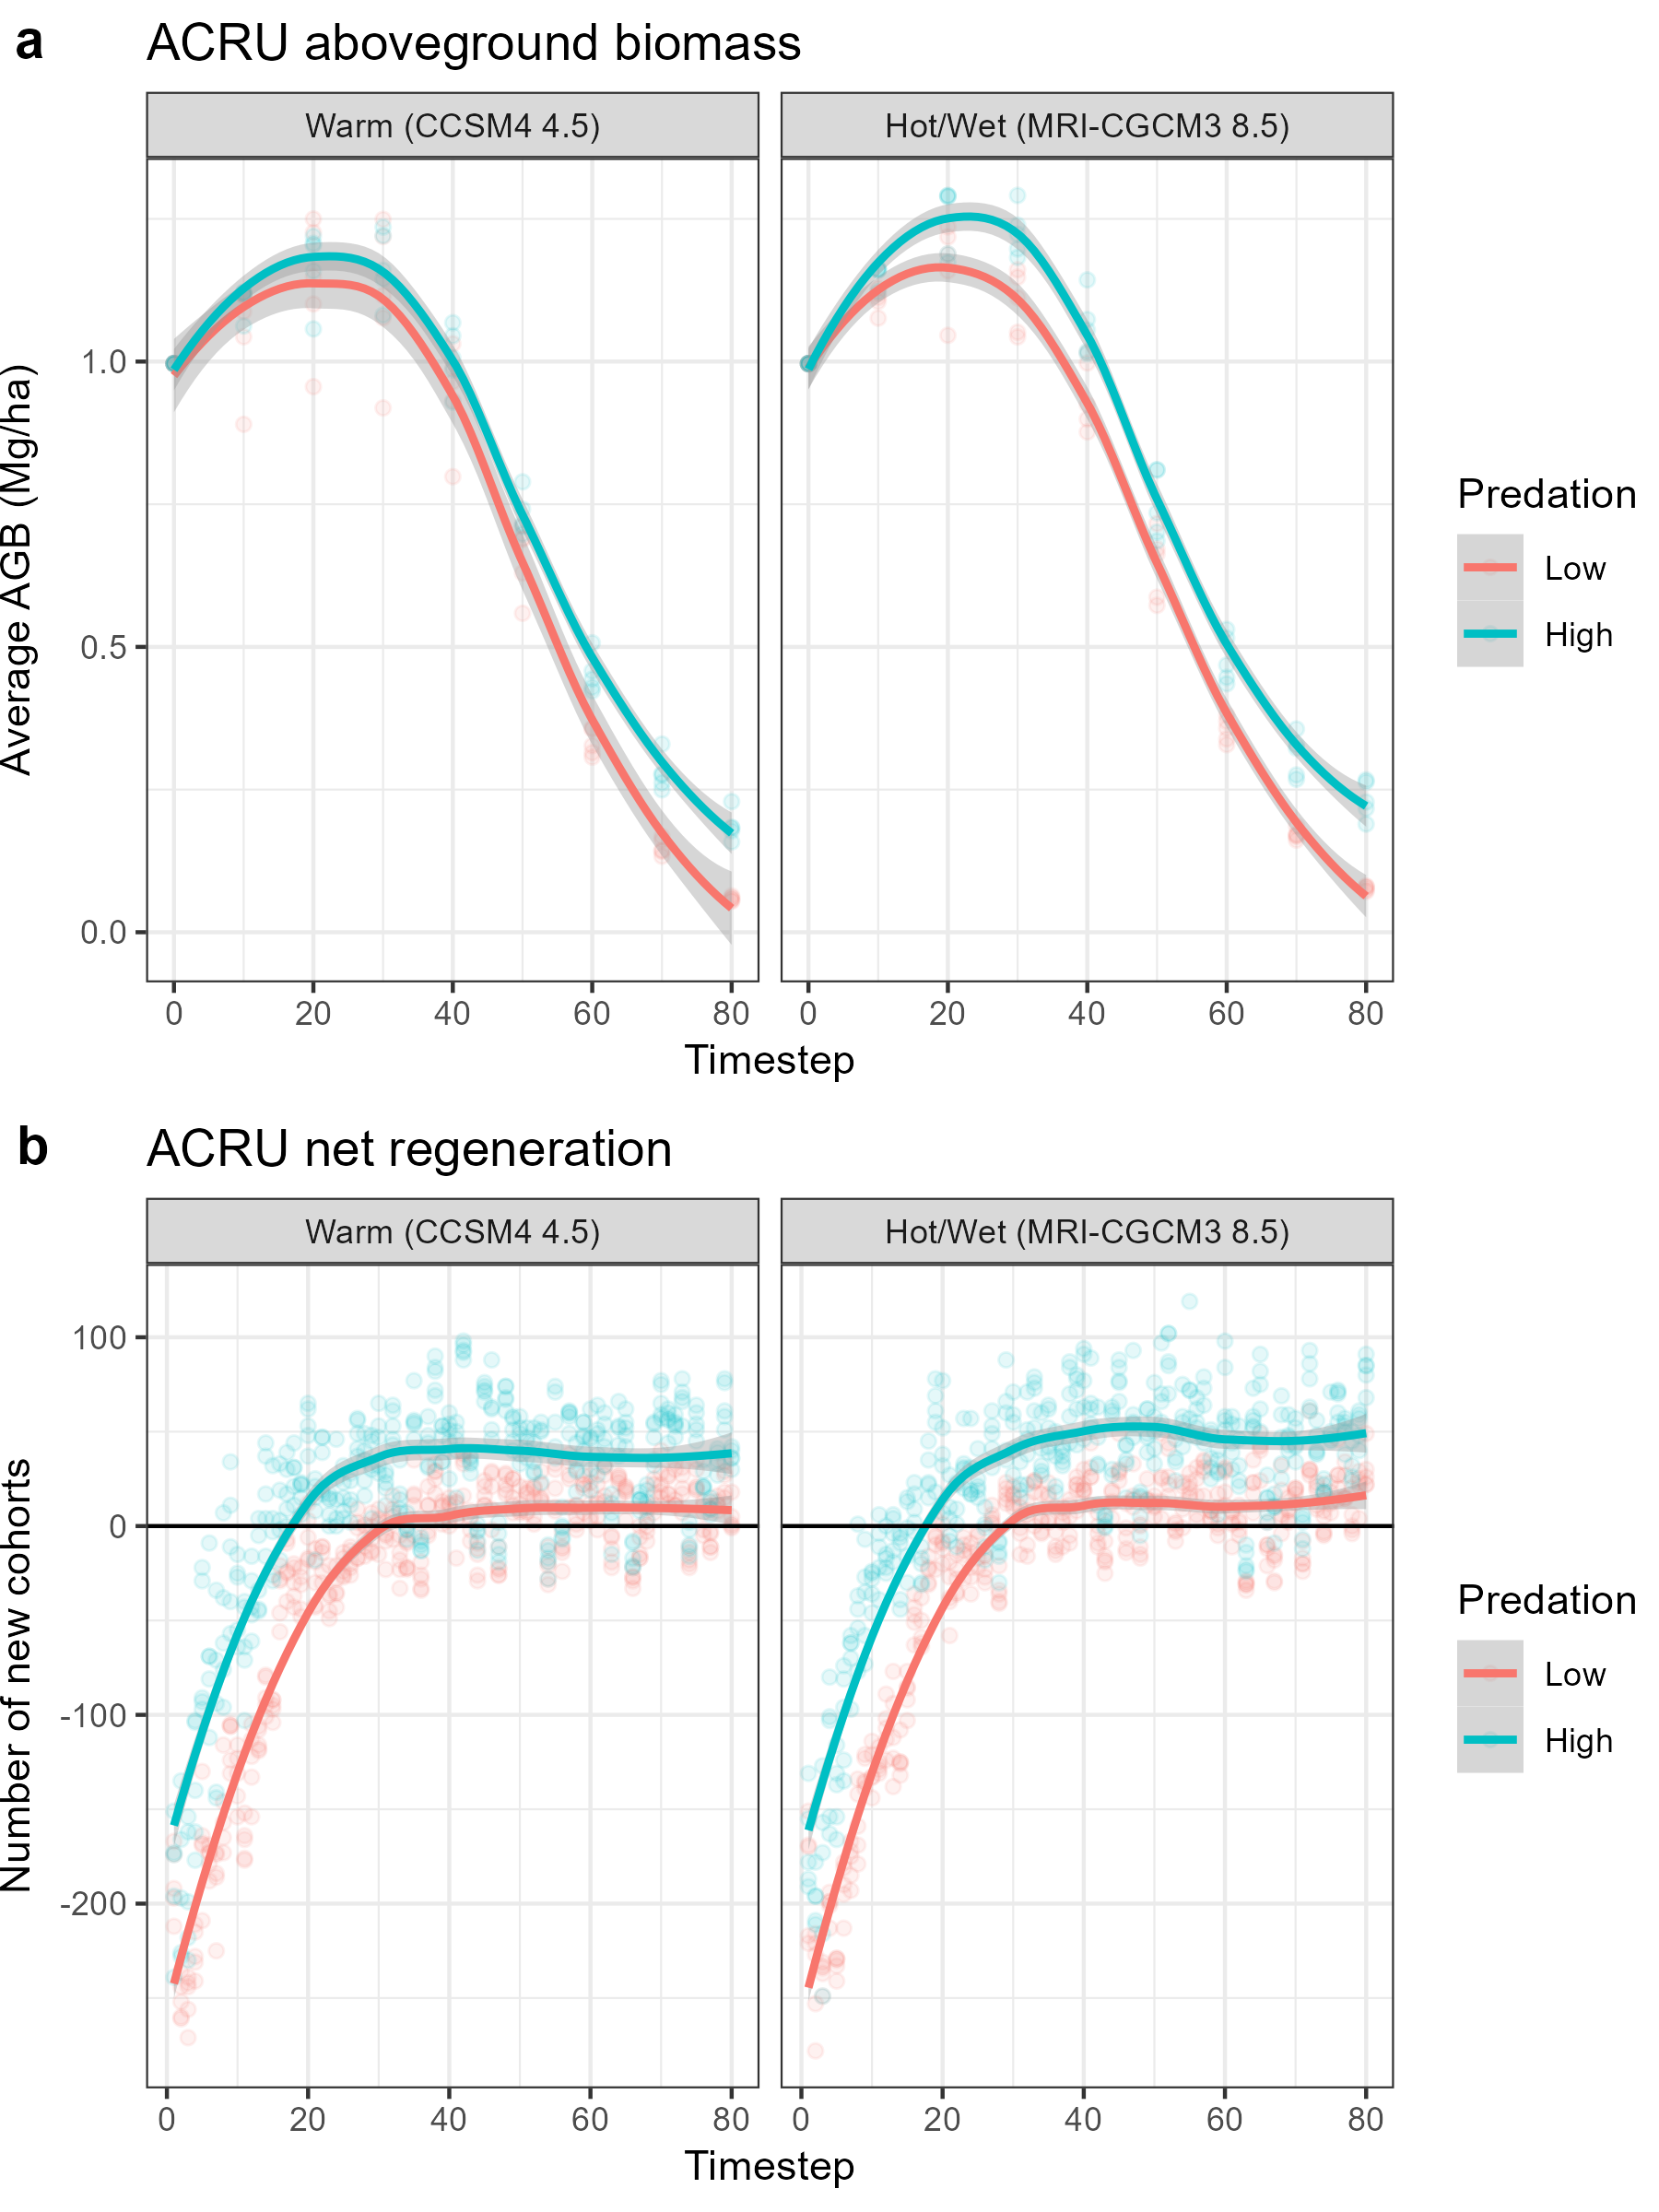 a ACRU aboveground biomass
Warm (CCSM4 4.5) Hot/Wet (MRI-CGCM3 8.5)
Average AGB (Mg/ha)
1.0
0.5
0.0
0 20 40 60 80 0 20 40 60 80
Timestep
Predation
Low
High
b ACRU net regeneration
Warm (CCSM4 4.5) Hot/Wet (MRI-CGCM3 8.5)
Number of new cohorts
100
0
-100
-200
0 20 40 60 80 0 20 40 60 80
Timestep
Predation
Low
High